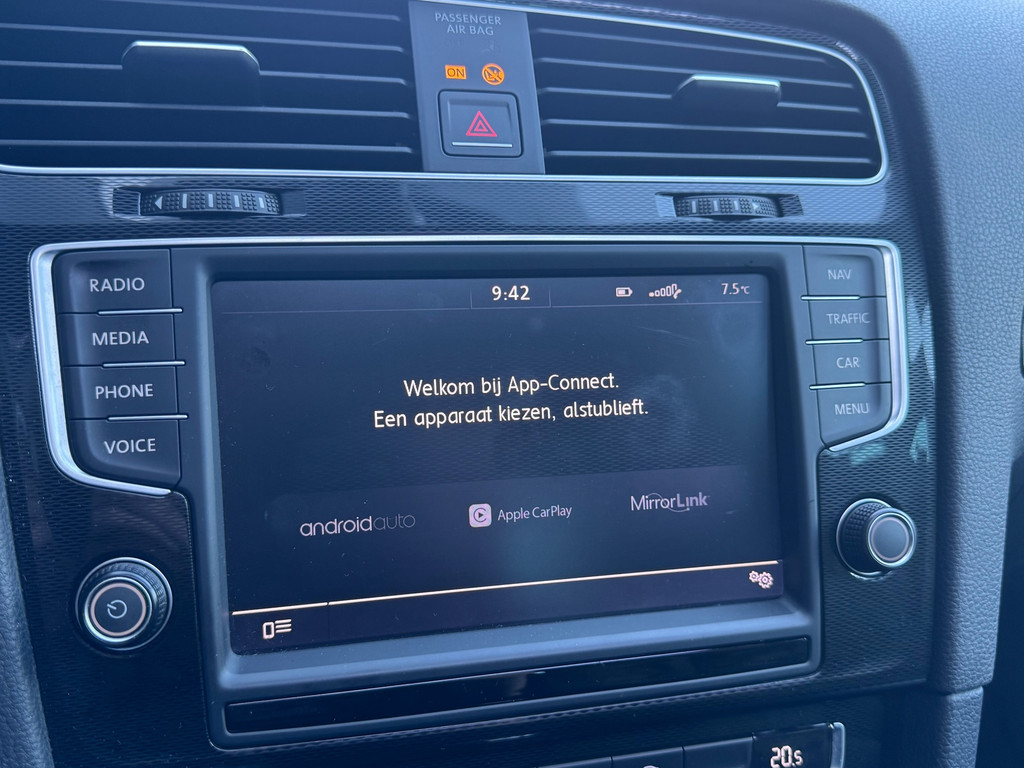 PASSENGER
AIR BAG
ON
RADIO
MEDIA
PHONE
VOICE
9:42
7.5°C
Welkom bij App-Connect.
Een apparaat kiezen, alstublieft.
androidauto
Apple CarPlay
MirrorLink
NAV
TRAFFIC
CAR
MENU
20.5